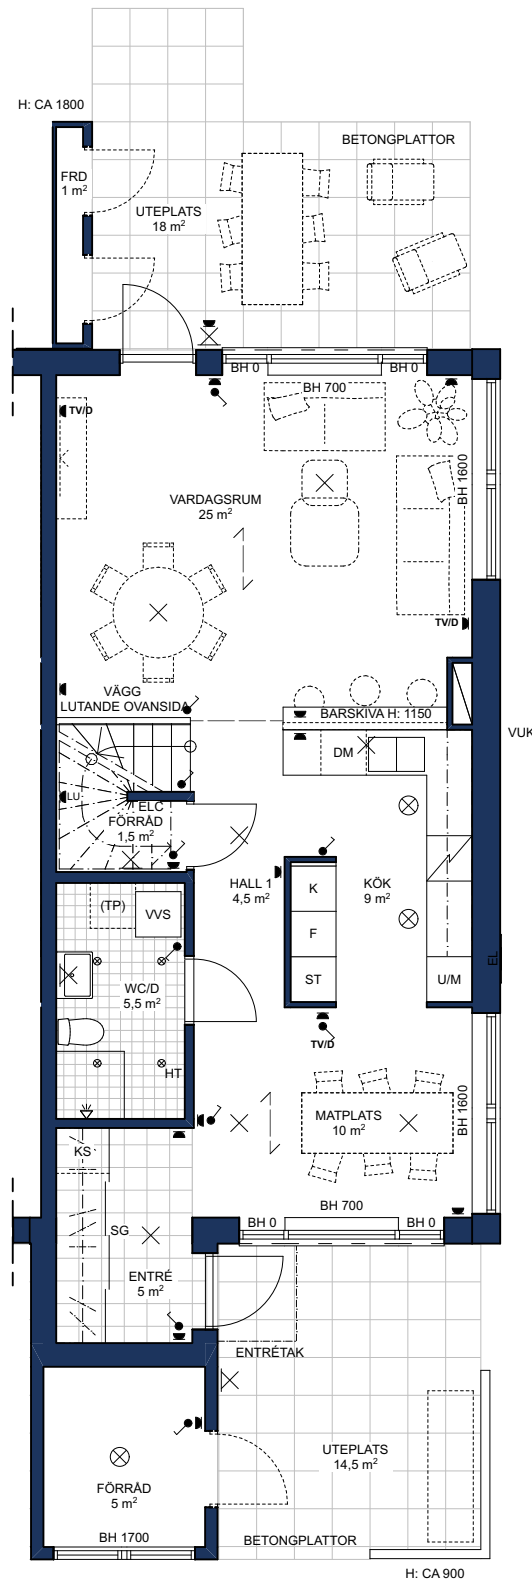 H: CA 1800
BETONGPLATTOR
FRD
1 m²
UTEPLATS
18 m²
BH 0
BH 0
BH 700
TV/D
BH 1600
VARDAGSRUM
25 m²
TV/D
VÄGG
LUTANDE OVANSIDA
BARSKIVA H: 1150
VUK
DM
LU
ELC
FÖRRÅD
1,5 m²
HALL 1
4,5 m²
K
KÖK
9 m²
(TP)
VVS
F
EL
WC/D
5,5 m²
ST
U/M
TV/D
HT
MATPLATS
10 m²
BH 1600
KS
BH 700
SG
BH 0
BH 0
ENTRÉ
5 m²
ENTRÉTAK
UTEPLATS
14,5 m²
FÖRRÅD
5 m²
BH 1700
BETONGPLATTOR
H: CA 900